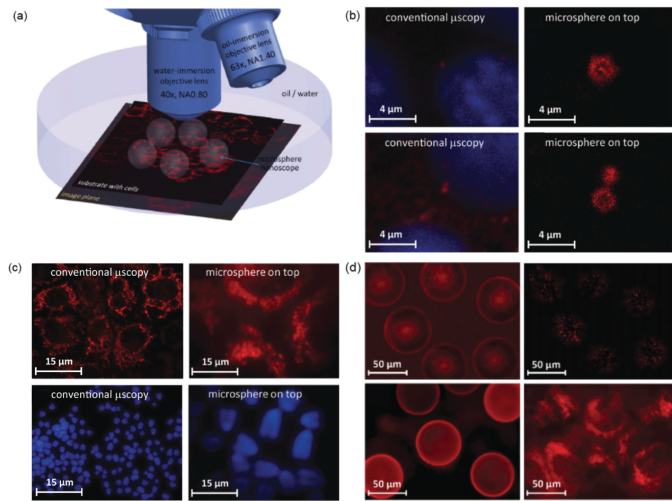 (a)
oil-immersion
objective lens
63x, NA1.40
water-immersion
objective lens
40x, NA0.80
oil / water
microsphere
nanoscope
substrate with cells
image plane
(b)
conventional μscopy
4 μm
microsphere on top
4 μm
conventional μscopy
4 μm
microsphere on top
4 μm
(c)
conventional μscopy
15 μm
microsphere on top
15 μm
conventional μscopy
15 μm
microsphere on top
15 μm
(d)
50 μm
50 μm
50 μm
50 μm